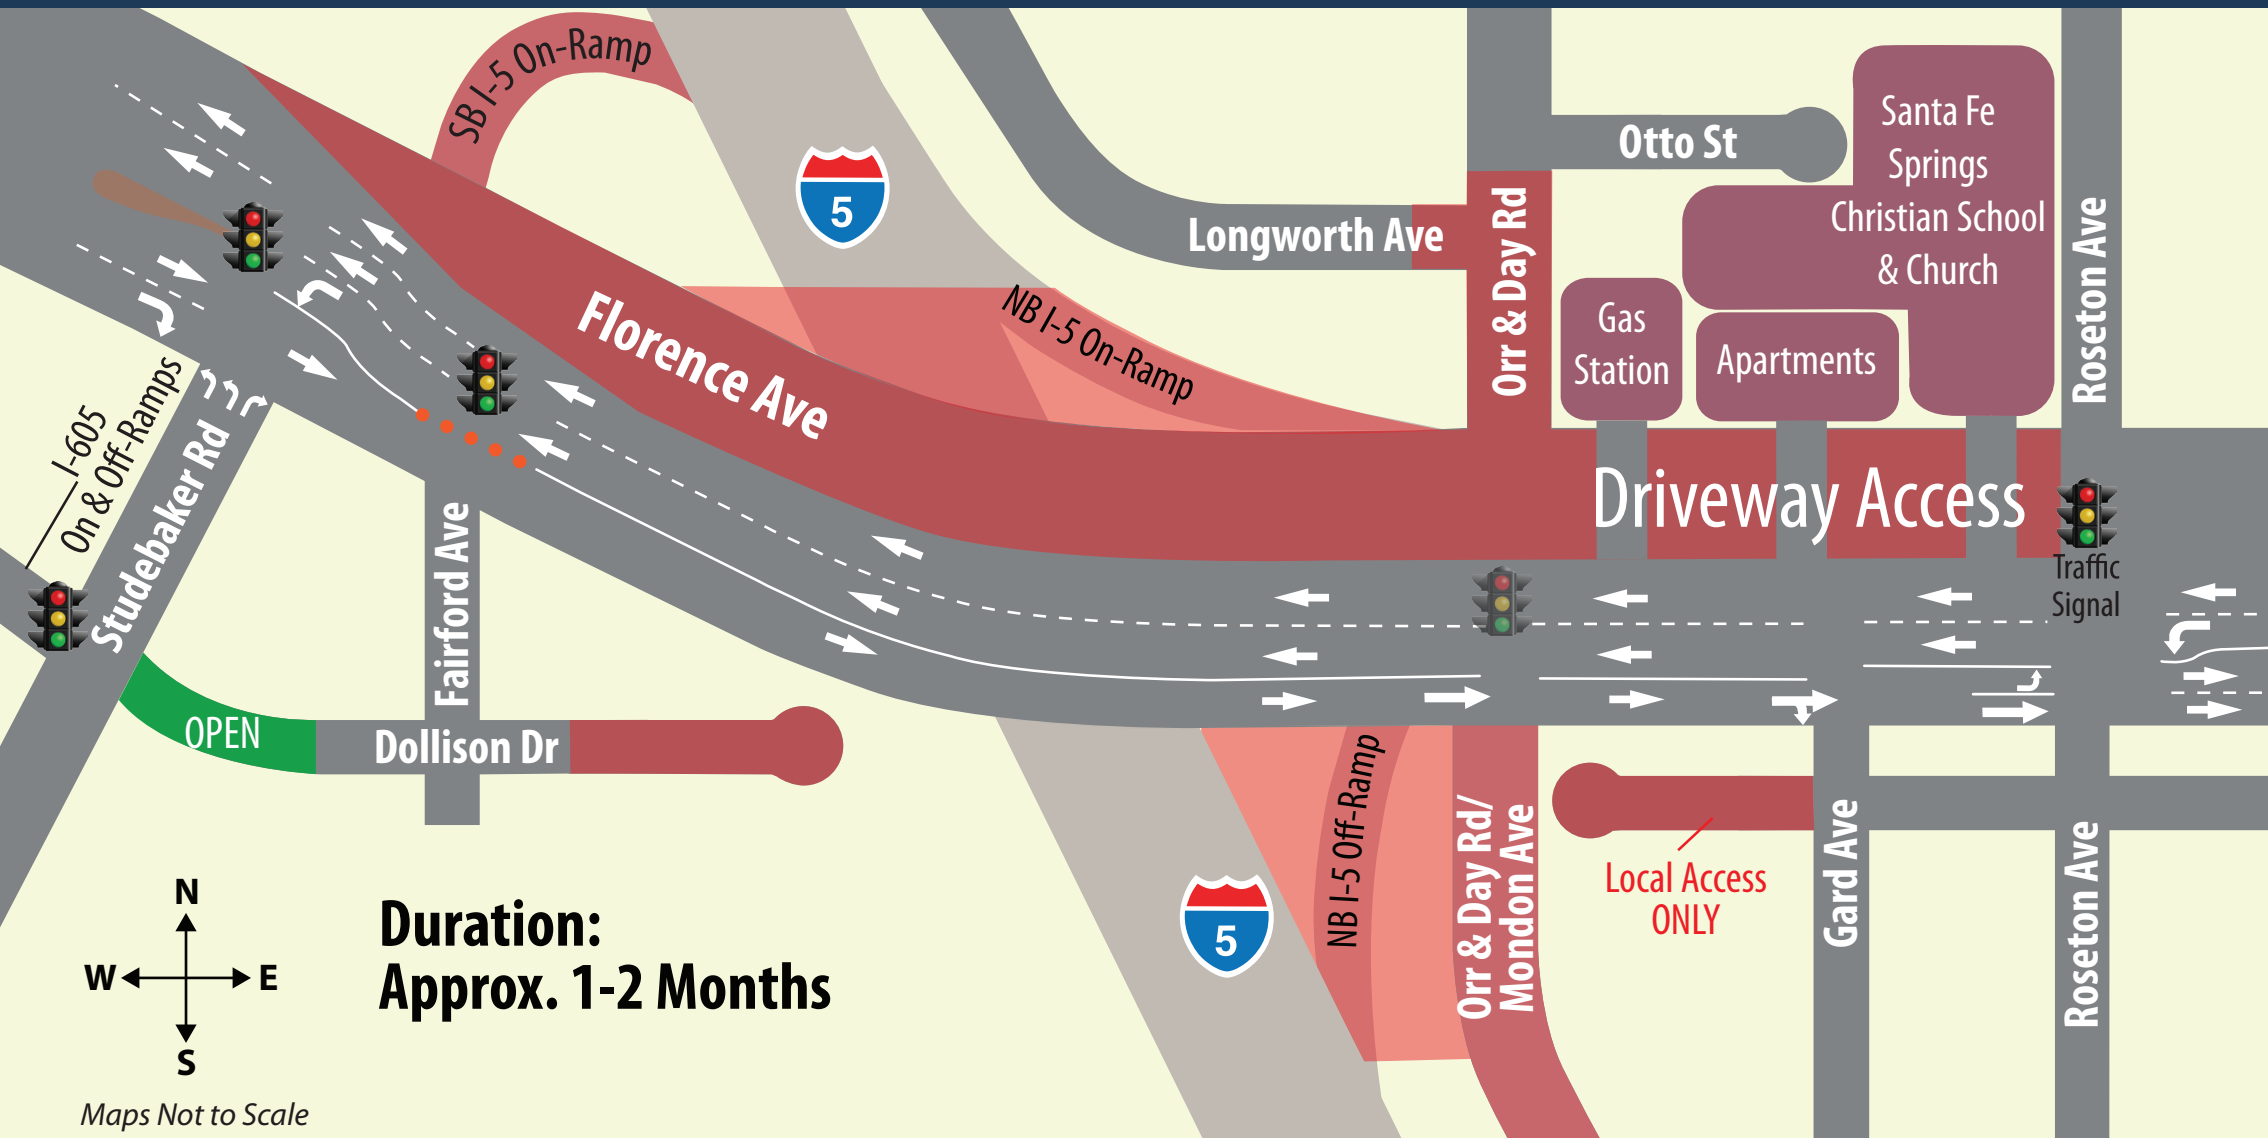 SB I-5 On-Ramp
5
Otto St
Santa Fe
Springs
Christian School
& Church
Longworth Ave
Orr & Day Rd
Roseton Ave
Gas
Station
Apartments
NB I-5 On-Ramp
Florence Ave
I-605
On & Off-Ramps
Studebaker Rd
Fairford Ave
Driveway Access
Traffic
Signal
OPEN
Dollison Dr
NB I-5 Off-Ramp
Orr & Day Rd/
Mondon Ave
Local Access
ONLY
Gard Ave
Roseton Ave
5
N
W
E
S
Duration:
Approx. 1-2 Months
Maps Not to Scale